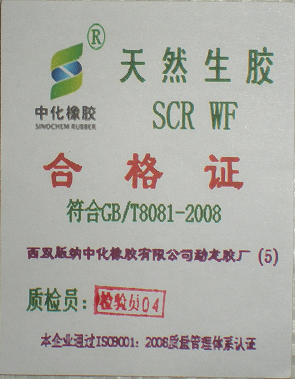 ®
天然生胶
中化橡胶
SINOCHEM RUBBER
SCR WF
合格证
符合GB/T8081-2008
西双版纳中化橡胶有限公司勐龙胶厂(5)
质检员: 检验员04
本企业通过ISO9001:2008质量管理体系认证